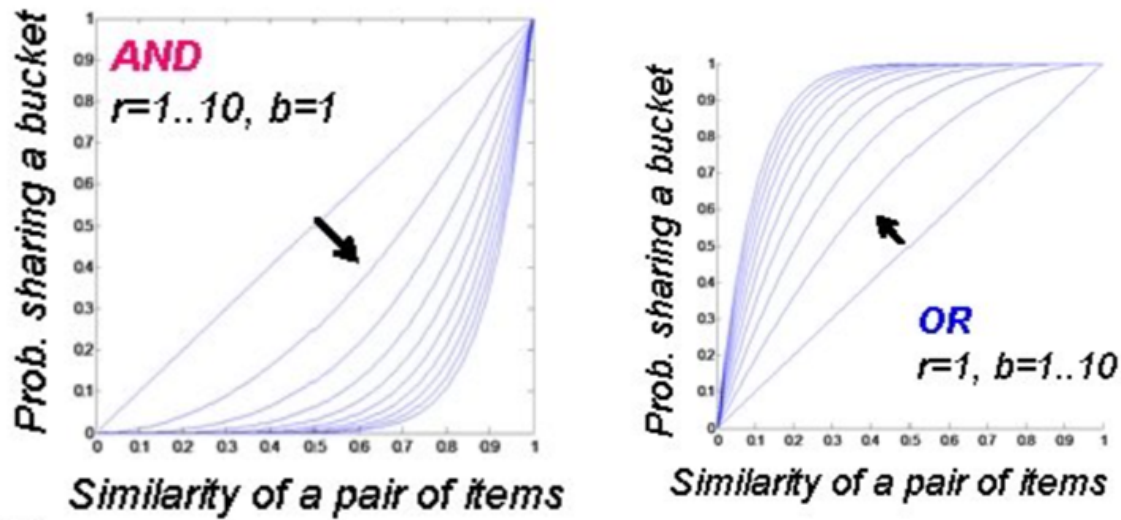 Prob. sharing a bucket
1
0.9
0.8
0.7
0.6
0.5
0.4
0.3
0.2
0.1
0
AND
r=1..10, b=1
0 0.1 0.2 0.3 0.4 0.5 0.6 0.7 0.8 0.9 1
Similarity of a pair of items
Prob. sharing a bucket
1
0.9
0.8
0.7
0.6
0.5
0.4
0.3
0.2
0.1
0
OR
r=1, b=1..10
0 0.1 0.2 0.3 0.4 0.5 0.6 0.7 0.8 0.9 1
Similarity of a pair of items